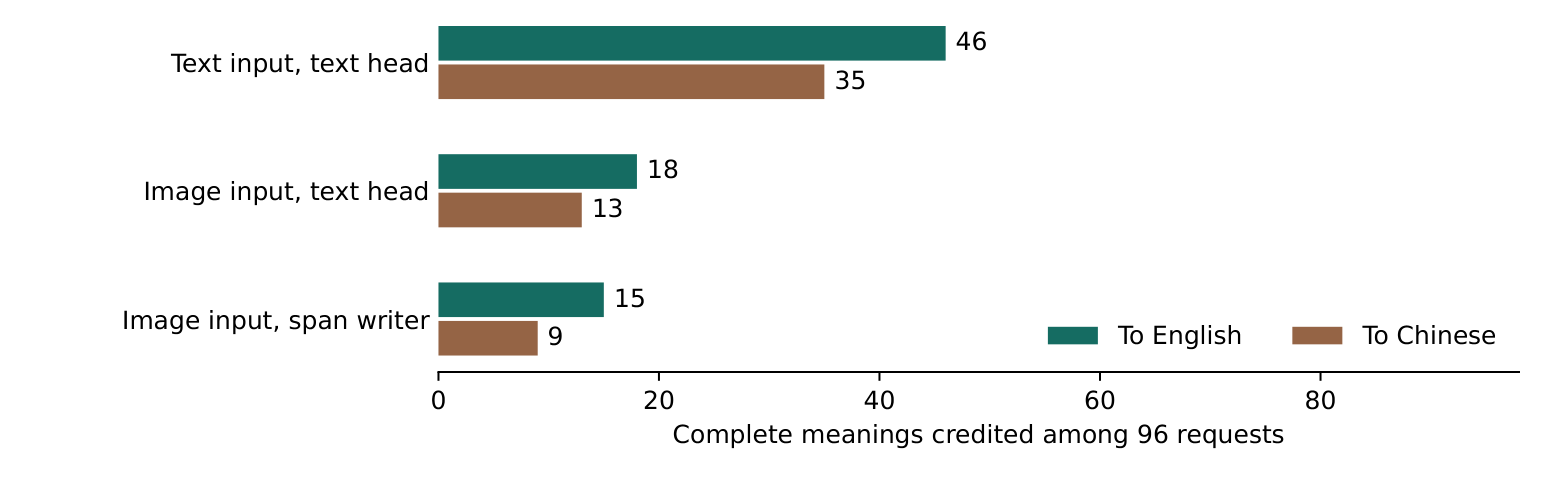 Text input, text head
46
35
Image input, text head
18
13
Image input, span writer
15
9
To English
To Chinese
0 20 40 60 80
Complete meanings credited among 96 requests